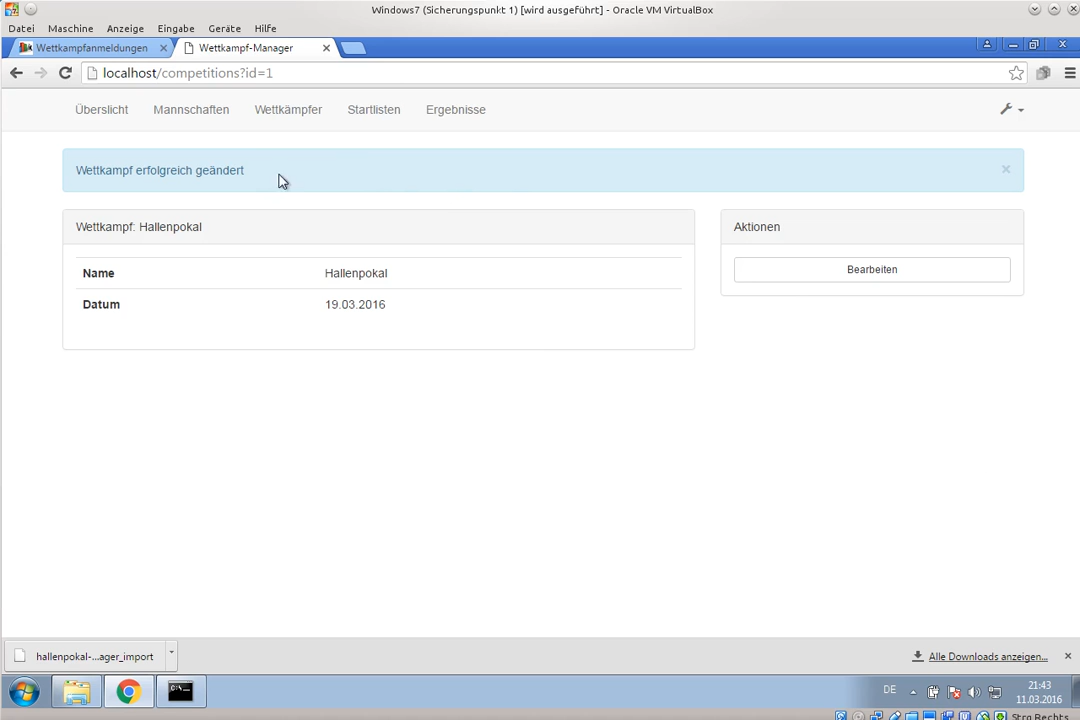 Windows7 (Sicherungspunkt 1) [wird ausgeführt] - Oracle VM VirtualBox
Datei Maschine Anzeige Eingabe Geräte Hilfe
Wettkampfanmeldungen Wettkampf-Manager
localhost/competitions?id=1
Überslicht Mannschaften Wettkämpfer Startlisten Ergebnisse
Wettkampf erfolgreich geändert
Wettkampf: Hallenpokal
Aktionen
Name Hallenpokal
Bearbeiten
Datum 19.03.2016
hallenpokal-...ager_import
Alle Downloads anzeigen...
DE
21:43
11.03.2016
Strg Rechts